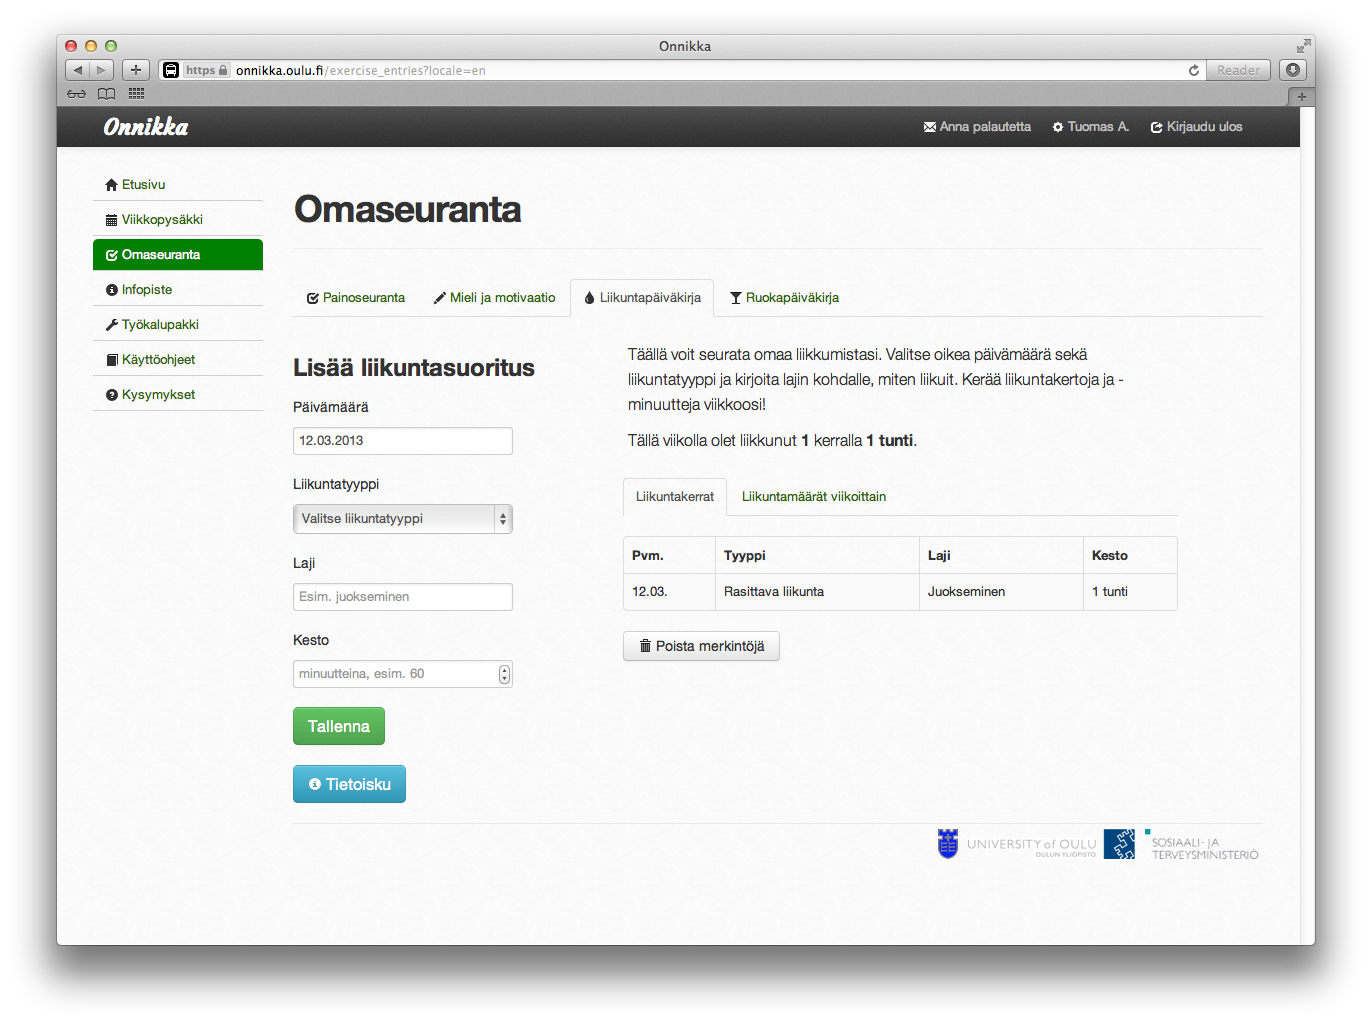 Onnikka
https onnikka.oulu.fi/exercise_entries?locale=en
Reader
Onnikka
Anna palautetta
Tuomas A.
Kirjaudu ulos
Etusivu
Viikkopysäkki
Omaseuranta
Infopiste
Työkalupakki
Käyttöohjeet
Kysymykset
Omaseuranta
Painoseuranta
Mieli ja motivaatio
Liikuntapäiväkirja
Ruokapäiväkirja
Lisää liikuntasuoritus
Päivämäärä
12.03.2013
Liikuntatyyppi
Valitse liikuntatyyppi
Laji
Esim. juokseminen
Kesto
minuutteina, esim. 60
Tallenna
Tietoisku
Täällä voit seurata omaa liikkumistasi. Valitse oikea päivämäärä sekä
liikuntatyyppi ja kirjoita lajin kohdalle, miten liikuit. Kerää liikuntakertoja ja -
minuutteja viikkoosi!
Tällä viikolla olet liikkunut 1 kerralla 1 tunti.
Liikuntakerrat
Liikuntamäärät viikoittain
Pvm. Tyyppi Laji Kesto
12.03. Rasittava liikunta Juokseminen 1 tunti
Poista merkintöjä
UNIVERSITY of OULU
OULUN YLIOPISTO
SOSIAALI- JA
TERVEYSMINISTERIÖ